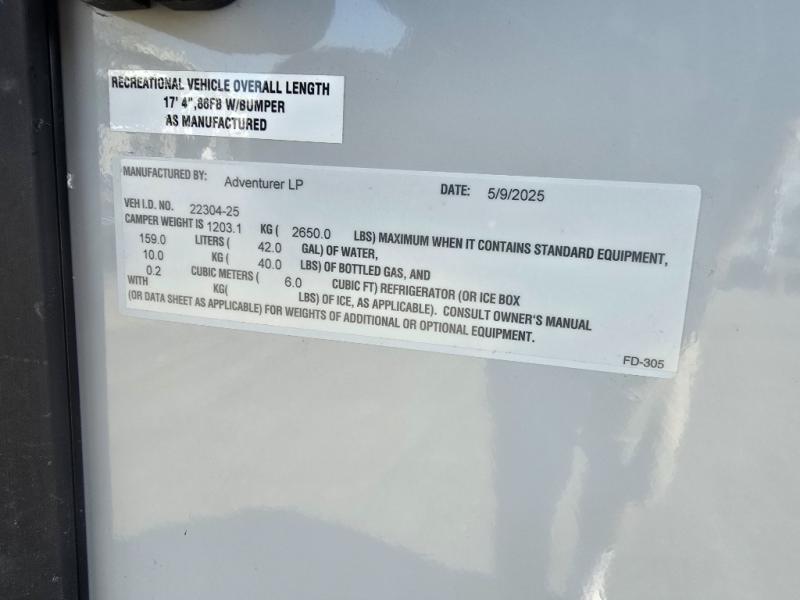 RECREATIONAL VEHICLE OVERALL LENGTH
17' 4",86FB W/BUMPER
AS MANUFACTURED
MANUFACTURED BY: Adventurer LP DATE: 5/9/2025
VEH I.D. NO. 22304-25
CAMPER WEIGHT IS 1203.1 KG ( 2650.0 LBS) MAXIMUM WHEN IT CONTAINS STANDARD EQUIPMENT,
159.0 LITERS ( 42.0 GAL) OF WATER,
10.0 KG ( 40.0 LBS) OF BOTTLED GAS, AND
0.2 CUBIC METERS ( 6.0 CUBIC FT) REFRIGERATOR (OR ICE BOX
WITH KG( LBS) OF ICE, AS APPLICABLE). CONSULT OWNER'S MANUAL
(OR DATA SHEET AS APPLICABLE) FOR WEIGHTS OF ADDITIONAL OR OPTIONAL EQUIPMENT.
FD-305